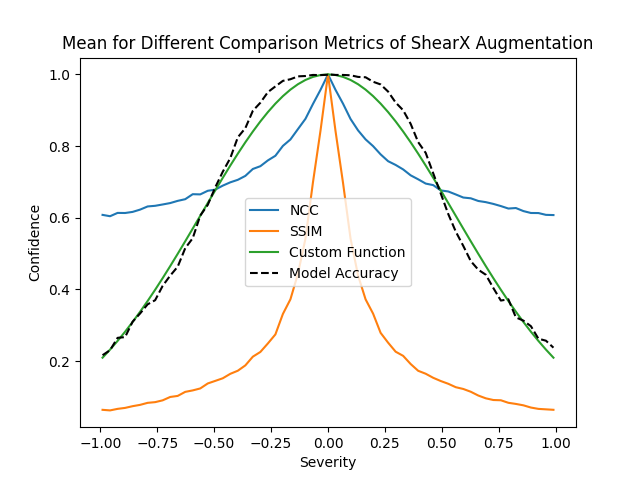 Mean for Different Comparison Metrics of ShearX Augmentation
1.0
0.8
0.6
0.4
0.2
Confidence
NCC
SSIM
Custom Function
Model Accuracy
−1.00 −0.75 −0.50 −0.25 0.00 0.25 0.50 0.75 1.00
Severity